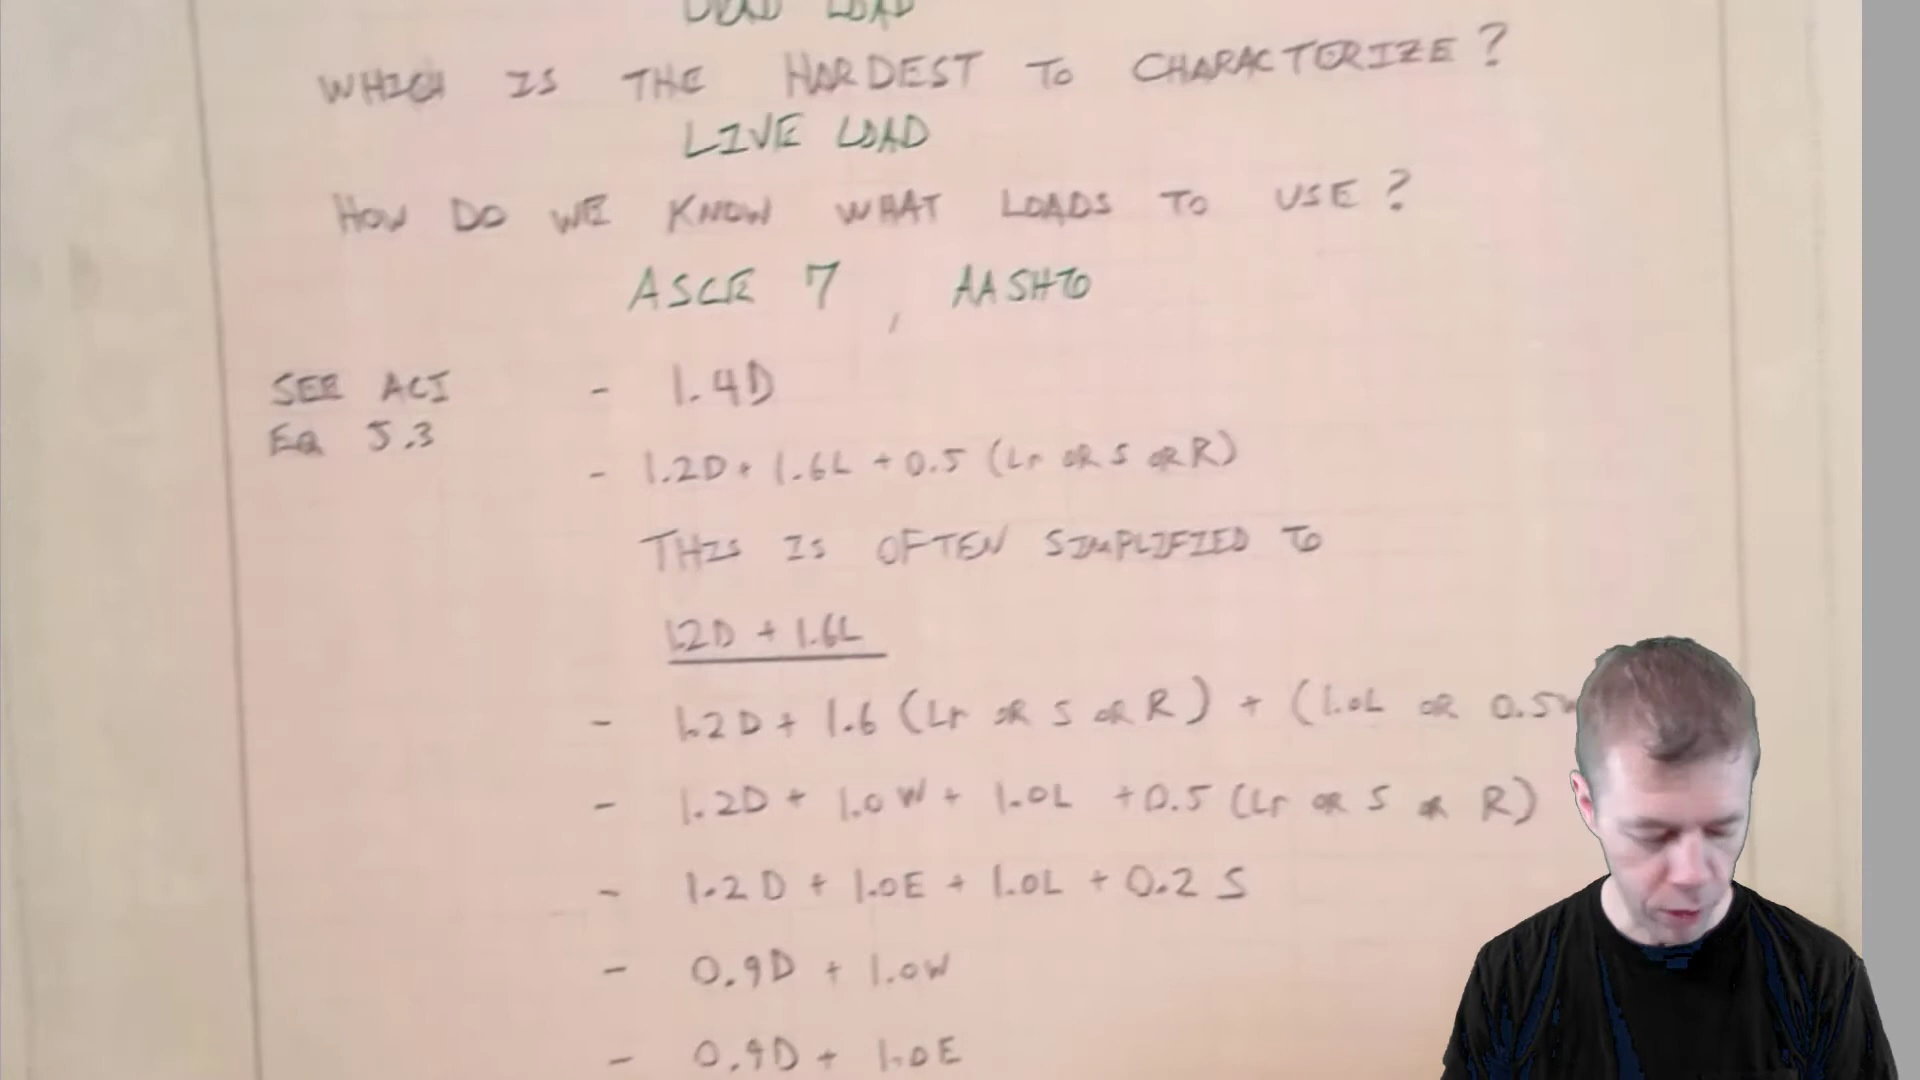 DEAD LOAD
WHICH IS THE HARDEST TO CHARACTERIZE?
LIVE LOAD
HOW DO WE KNOW WHAT LOADS TO USE?
ASCE 7, AASHTO
SEE ACI
EQ 5.3
- 1.4D
- 1.2D + 1.6L + 0.5 (Lr OR S OR R)
THIS IS OFTEN SIMPLIFIED TO
1.2D + 1.6L
- 1.2D + 1.6 (Lr OR S OR R) + (1.0L OR 0.5W
- 1.2D + 1.0W + 1.0L + 0.5 (Lr OR S OR R)
- 1.2D + 1.0E + 1.0L + 0.2S
- 0.9D + 1.0W
- 0.9D + 1.0E